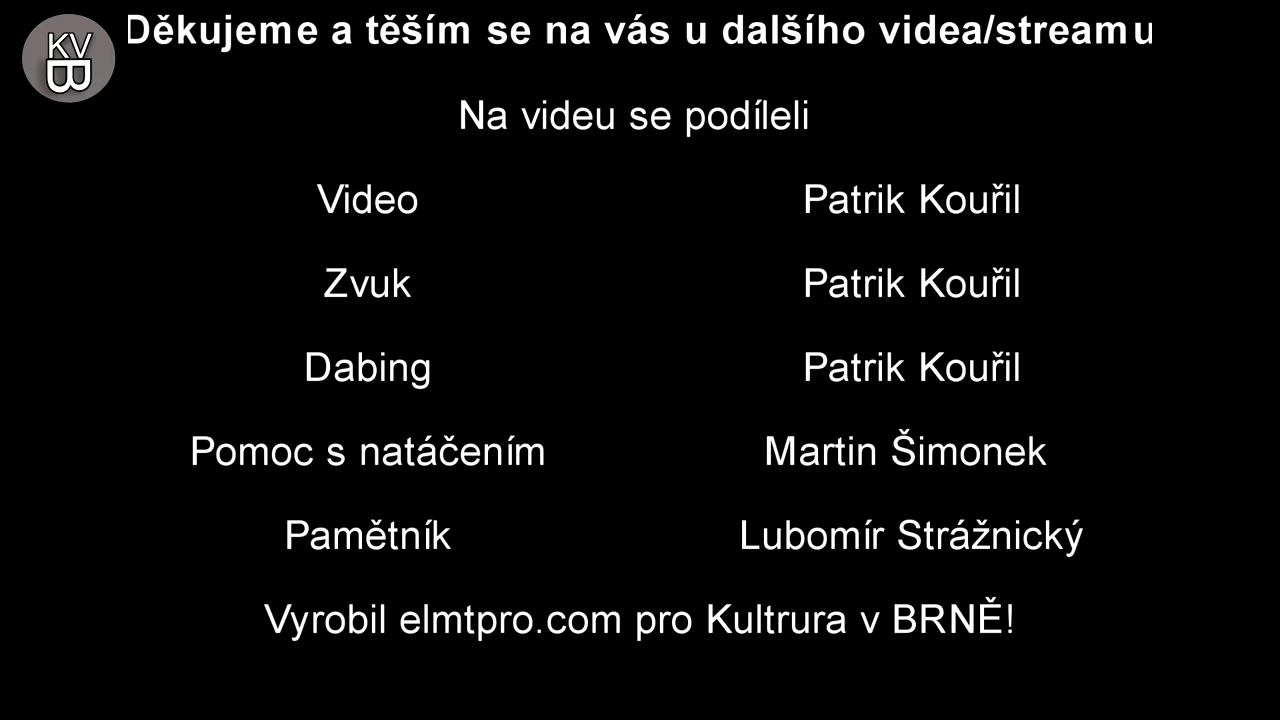 KV
B
Děkujeme a těším se na vás u dalšího videa/streamu
Na videu se podíleli
Video Patrik Kouřil
Zvuk Patrik Kouřil
Dabing Patrik Kouřil
Pomoc s natáčením Martin Šimonek
Pamětník Lubomír Strážnický
Vyrobil elmtpro.com pro Kultrura v BRNĚ!